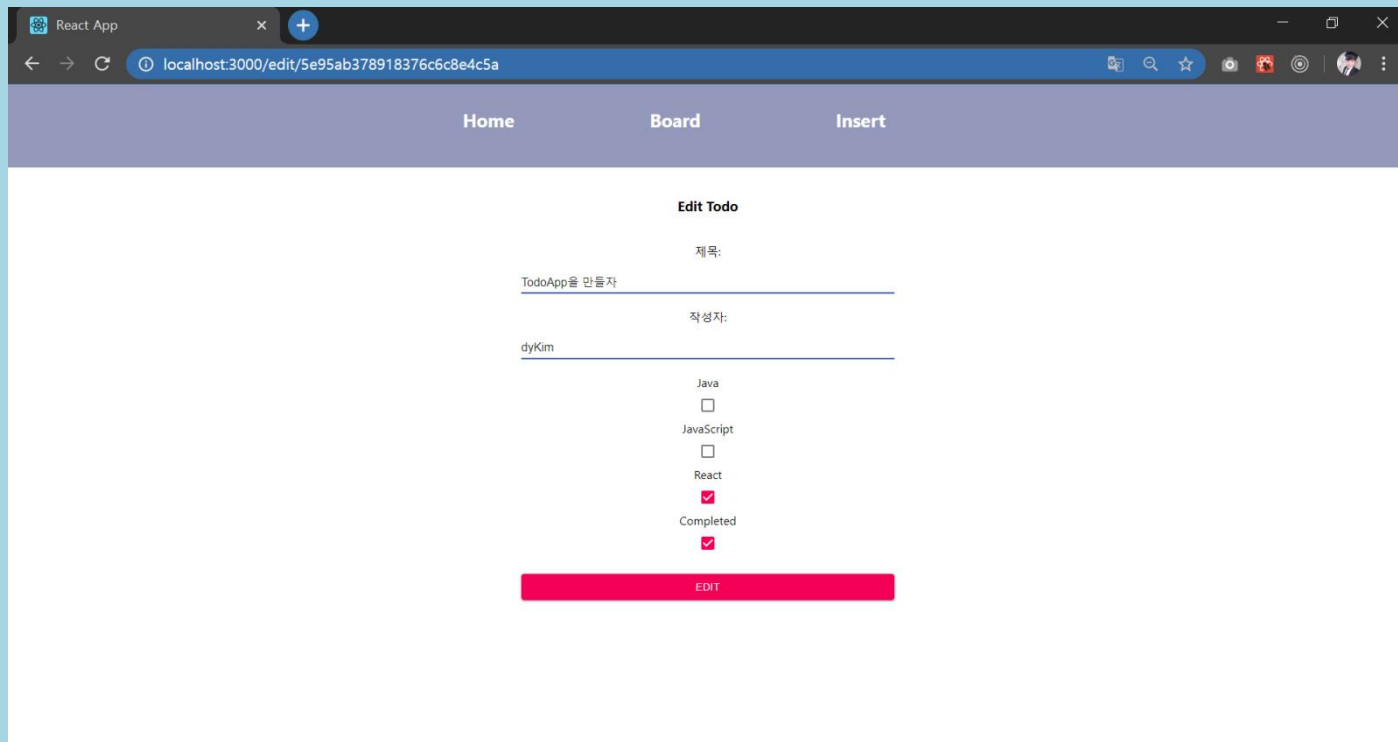 React App
localhost:3000/edit/5e95ab378918376c6c8e4c5a
Home Board Insert
Edit Todo
제목:
TodoApp을 만들자
작성자:
dyKim
Java
JavaScript
React
Completed
EDIT